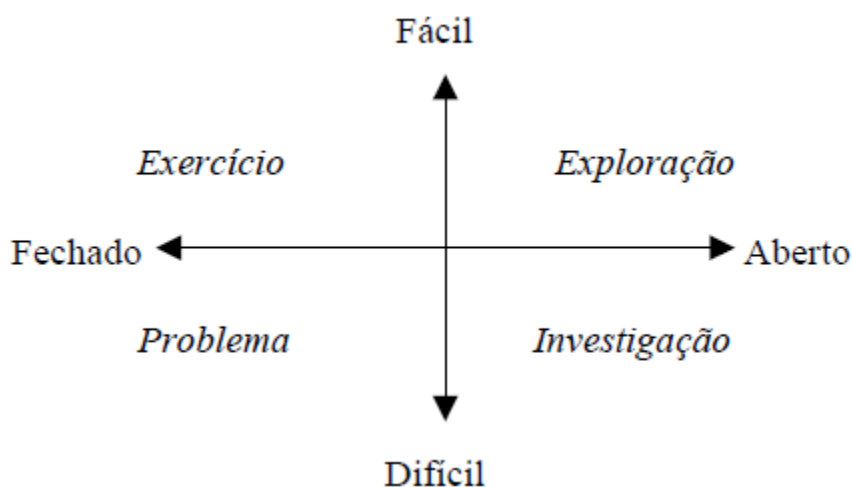 Fácil
Exercício Exploração
Fechado Aberto
Problema Investigação
Difícil